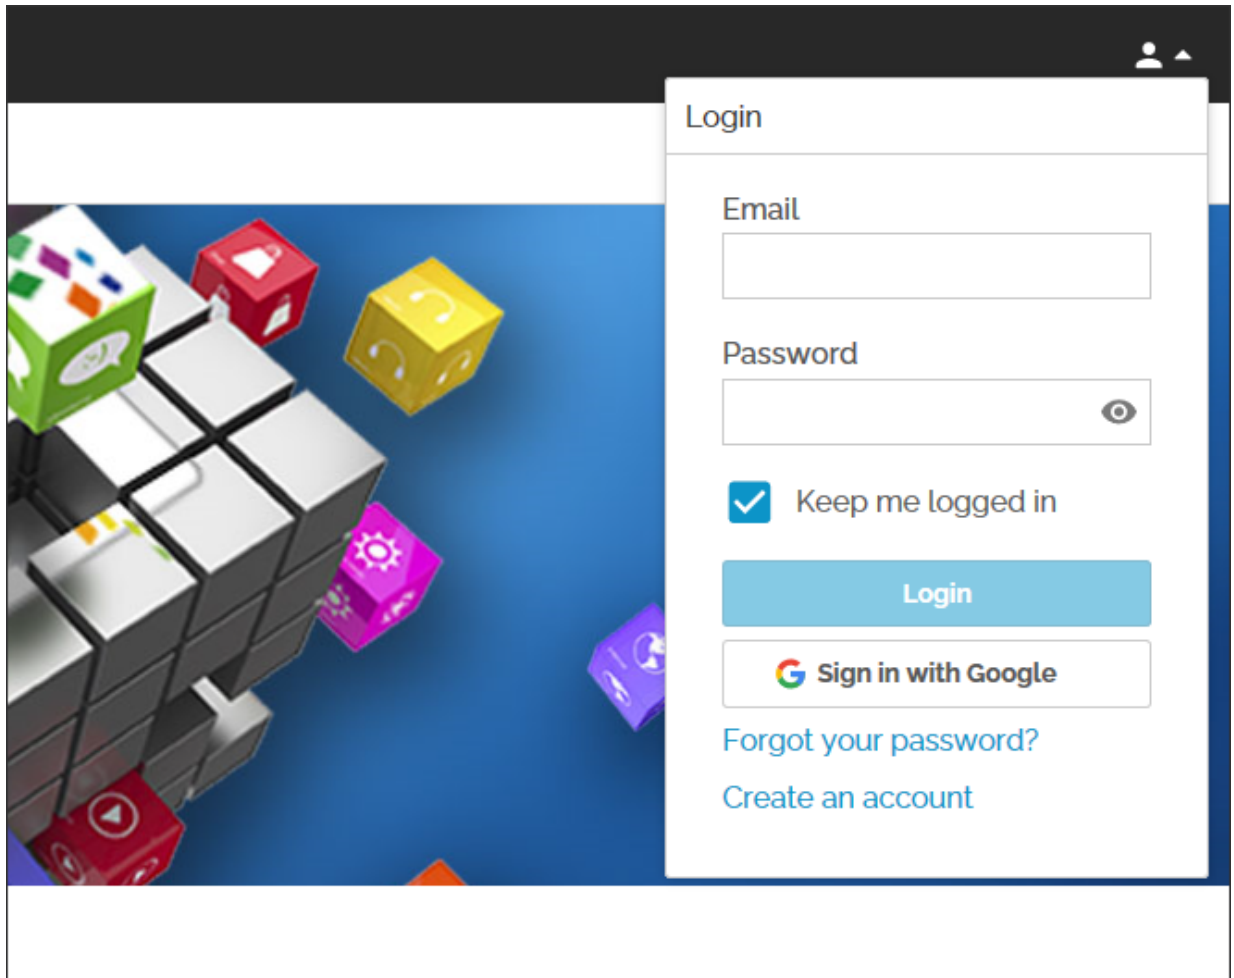 Login
Email
Password
Keep me logged in
Login
Sign in with Google
Forgot your password?
Create an account